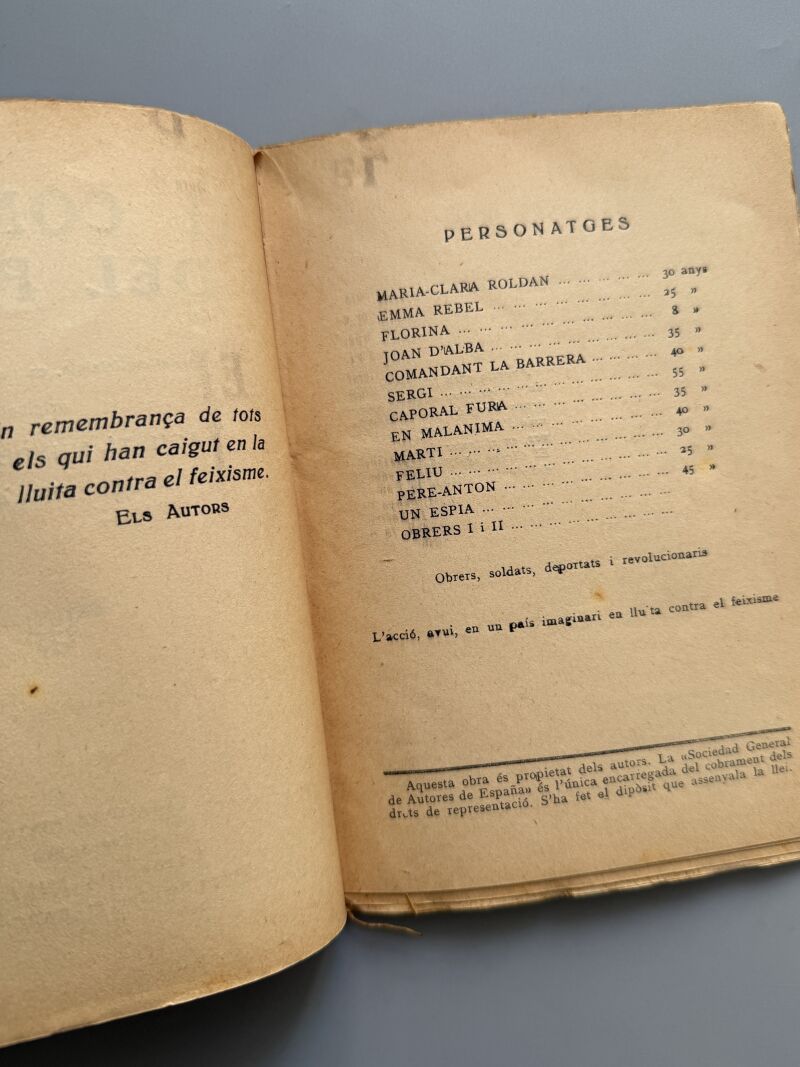 n remembrança de tots
els qui han caigut en la
lluita contra el feixisme.
Els Autors
PERSONATGES
MARIA-CLARA ROLDAN ... ... ... ... ... 30 anys
EMMA REBEL ... ... ... ... ... ... ... ... 25 »
FLORINA ... ... ... ... ... ... ... ... ... 8 »
JOAN D'ALBA ... ... ... ... ... ... ... ... 35 »
COMANDANT LA BARRERA ... ... ... ... 40 »
SERGI ... ... ... ... ... ... ... ... ... ... 55 »
CAPORAL FURIA ... ... ... ... ... ... ... 35 »
EN MALANIMA ... ... ... ... ... ... ... 40 »
MARTI ... ... ... ... ... ... ... ... ... ... 30 »
FELIU ... ... ... ... ... ... ... ... ... ... 25 »
PERE-ANTON ... ... ... ... ... ... ... ... 45 »
UN ESPIA ... ... ... ... ... ... ... ...
OBRERS I i II ... ... ... ... ... ... ...
Obrers, soldats, deportats i revolucionaris
L'acció, avui, en un país imaginari en lluita contra el feixisme
Aquesta obra és propietat dels autors. La «Sociedad General
de Autores de España» és l'única encarregada del cobrament dels
drets de representació. S'ha fet el dipòsit que assenyala la llei.